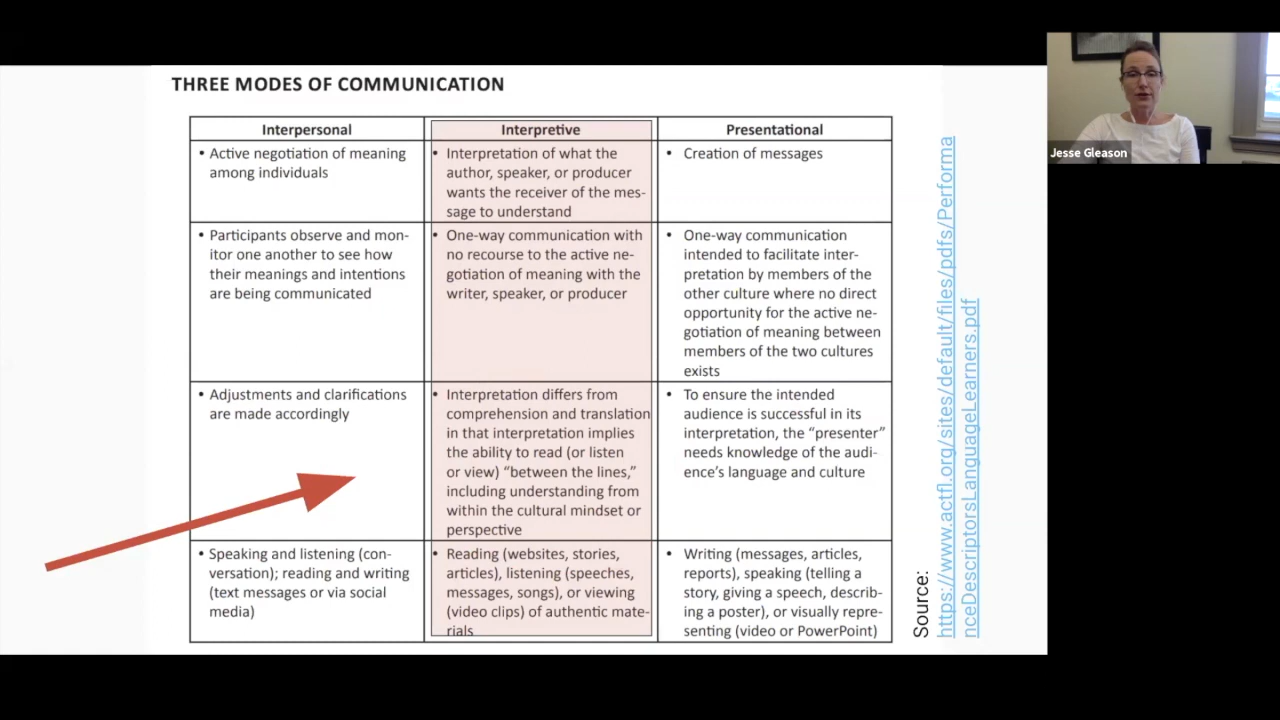 THREE MODES OF COMMUNICATION
Interpersonal
Interpretive
Presentational
• Active negotiation of meaning
among individuals
• Interpretation of what the
author, speaker, or producer
wants the receiver of the mes-
sage to understand
• Creation of messages
• Participants observe and mon-
itor one another to see how
their meanings and intentions
are being communicated
• One-way communication with
no recourse to the active ne-
gotiation of meaning with the
writer, speaker, or producer
• One-way communication
intended to facilitate inter-
pretation by members of the
other culture where no direct
opportunity for the active ne-
gotiation of meaning between
members of the two cultures
exists
• Adjustments and clarifications
are made accordingly
• Interpretation differs from
comprehension and translation
in that interpretation implies
the ability to read (or listen
or view) “between the lines,”
including understanding from
within the cultural mindset or
perspective
• To ensure the intended
audience is successful in its
interpretation, the “presenter”
needs knowledge of the audi-
ence’s language and culture
• Speaking and listening (con-
versation); reading and writing
(text messages or via social
media)
• Reading (websites, stories,
articles), listening (speeches,
messages, songs), or viewing
(video clips) of authentic mate-
rials
• Writing (messages, articles,
reports), speaking (telling a
story, giving a speech, describ-
ing a poster), or visually repre-
senting (video or PowerPoint)
Source:
https://www.actfl.org/sites/default/files/pdfs/Performa
nceDescriptorsLanguageLearners.pdf
Jesse Gleason